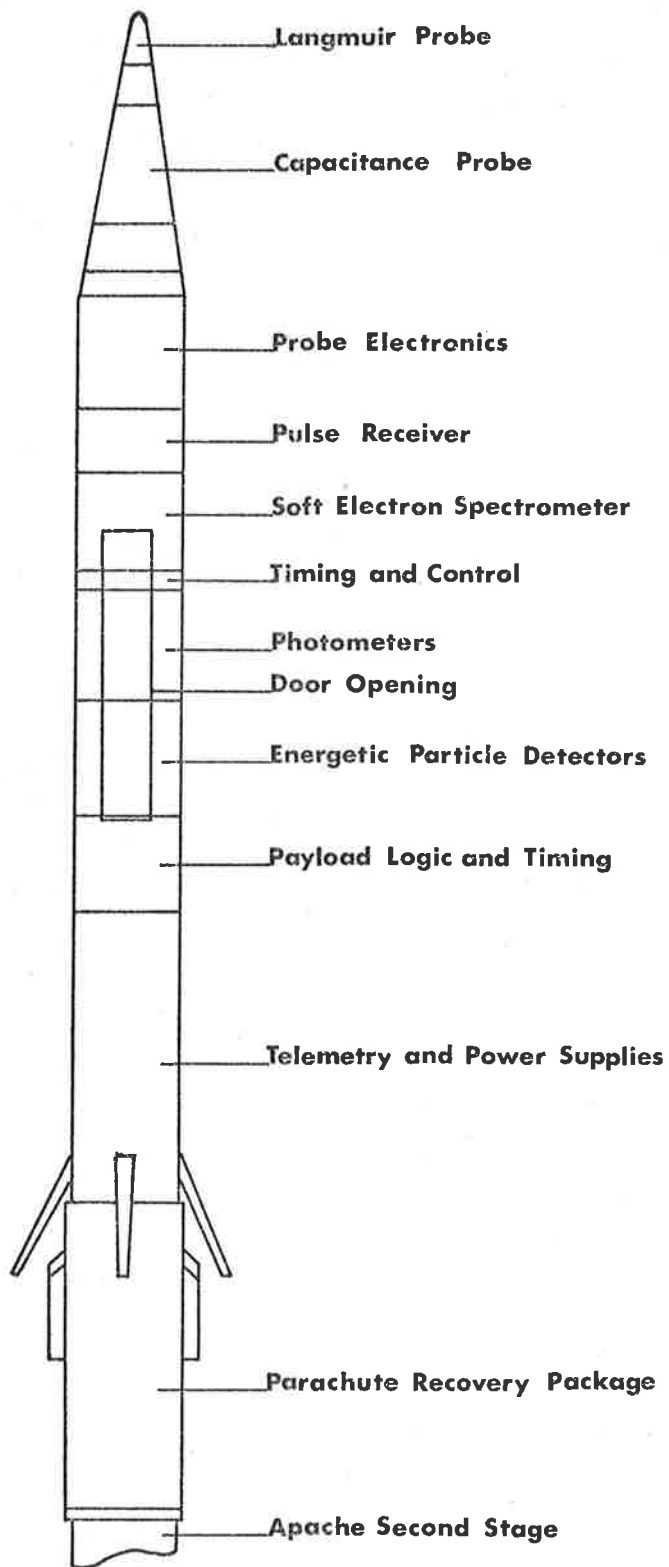 Langmuir Probe
Capacitance Probe
Probe Electronics
Pulse Receiver
Soft Electron Spectrometer
Timing and Control
Photometers
Door Opening
Energetic Particle Detectors
Payload Logic and Timing
Telemetry and Power Supplies
Parachute Recovery Package
Apache Second Stage